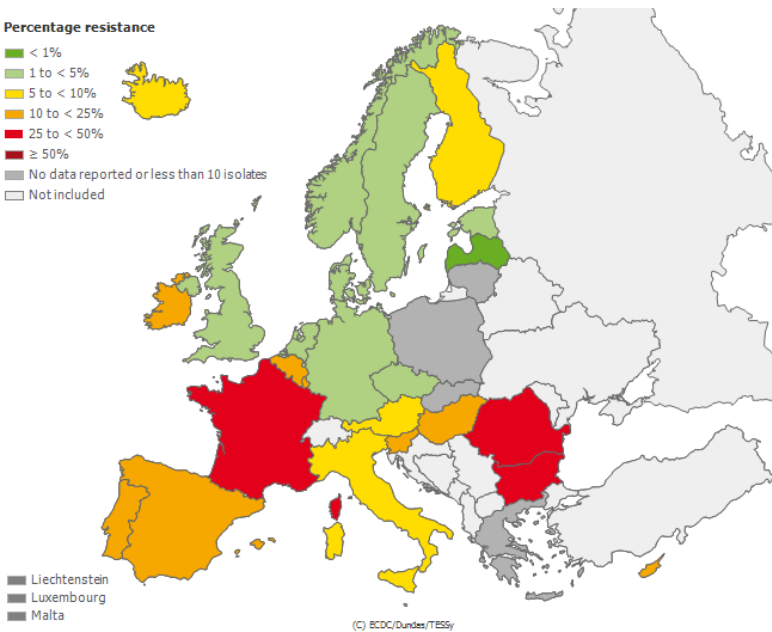 Percentage resistance
< 1%
1 to < 5%
5 to < 10%
10 to < 25%
25 to < 50%
≥ 50%
No data reported or less than 10 isolates
Not included
Liechtenstein
Luxembourg
Malta
(C) ECDC/Dundas/TESSy